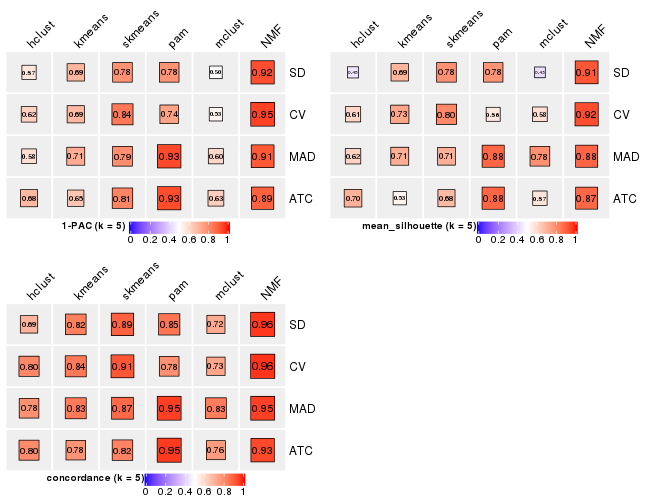 hclust kmeans skmeans pam mclust NMF
0.57 0.69 0.78 0.78 0.50 0.92 SD
0.62 0.69 0.84 0.74 0.53 0.95 CV
0.58 0.71 0.79 0.93 0.60 0.91 MAD
0.68 0.65 0.81 0.93 0.63 0.89 ATC
1-PAC (k = 5)
0 0.2 0.4 0.6 0.8 1
hclust kmeans skmeans pam mclust NMF
0.69 0.78 0.78 0.91 SD
0.61 0.73 0.80 0.56 0.58 0.92 CV
0.62 0.71 0.71 0.88 0.78 0.88 MAD
0.70 0.53 0.68 0.88 0.57 0.87 ATC
mean_silhouette (k = 5)
0 0.2 0.4 0.6 0.8 1
hclust kmeans skmeans pam mclust NMF
0.69 0.82 0.89 0.85 0.72 0.96 SD
0.80 0.84 0.91 0.78 0.73 0.96 CV
0.78 0.83 0.87 0.95 0.83 0.95 MAD
0.80 0.78 0.82 0.95 0.76 0.93 ATC
concordance (k = 5)
0 0.2 0.4 0.6 0.8 1